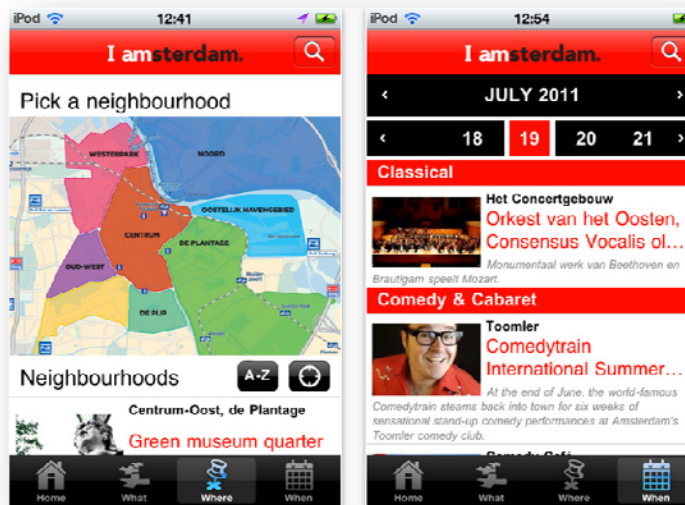 iPod 12:41
I amsterdam.
Pick a neighbourhood
WESTERPARK
NOORD
OOSTELIJK HAVENGEBIED
CENTRUM
DE PLANTAGE
OUD-WEST
DE PIJP
Neighbourhoods A-Z
Centrum-Oost, de Plantage
Green museum quarter
Home What Where When
iPod 12:54
I amsterdam.
‹ JULY 2011 ›
‹ 18 19 20 21 ›
Classical
Het Concertgebouw
Orkest van het Oosten,
Consensus Vocalis ol...
Monumentaal werk van Beethoven en
Brautigam speelt Mozart.
Comedy & Cabaret
Toomler
Comedytrain
International Summer...
At the end of June, the world-famous
Comedytrain steams back into town for six weeks of
sensational stand-up comedy performances at Amsterdam's
Toomler comedy club.
Comedy Café
Home What Where When